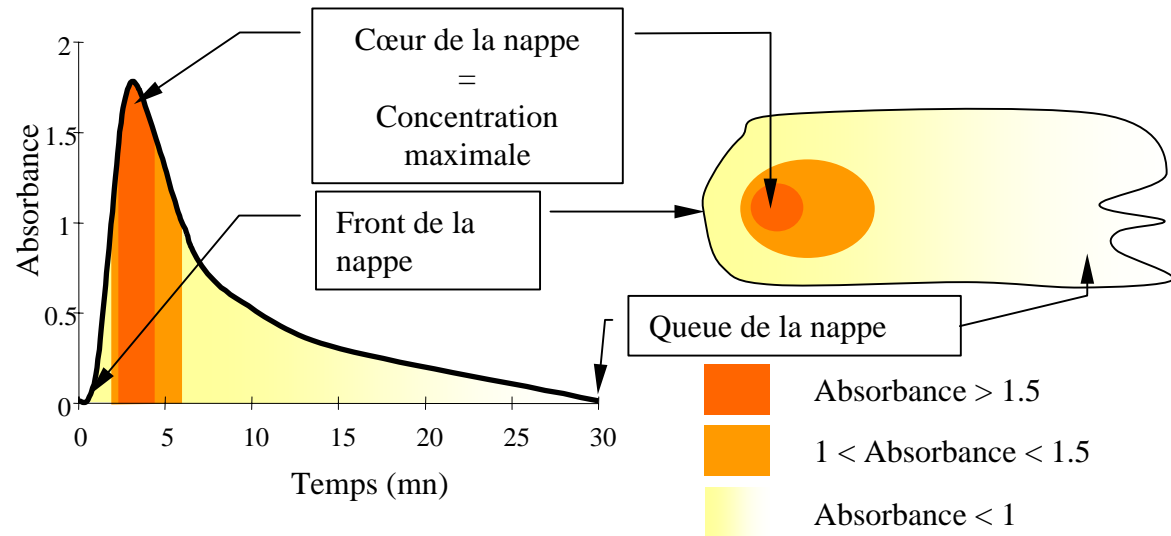 Cœur de la nappe
=
Concentration
maximale
Front de la
nappe
Queue de la nappe
Absorbance
2
1.5
1
0.5
0
0 5 10 15 20 25 30
Temps (mn)
Absorbance > 1.5
1 < Absorbance < 1.5
Absorbance < 1